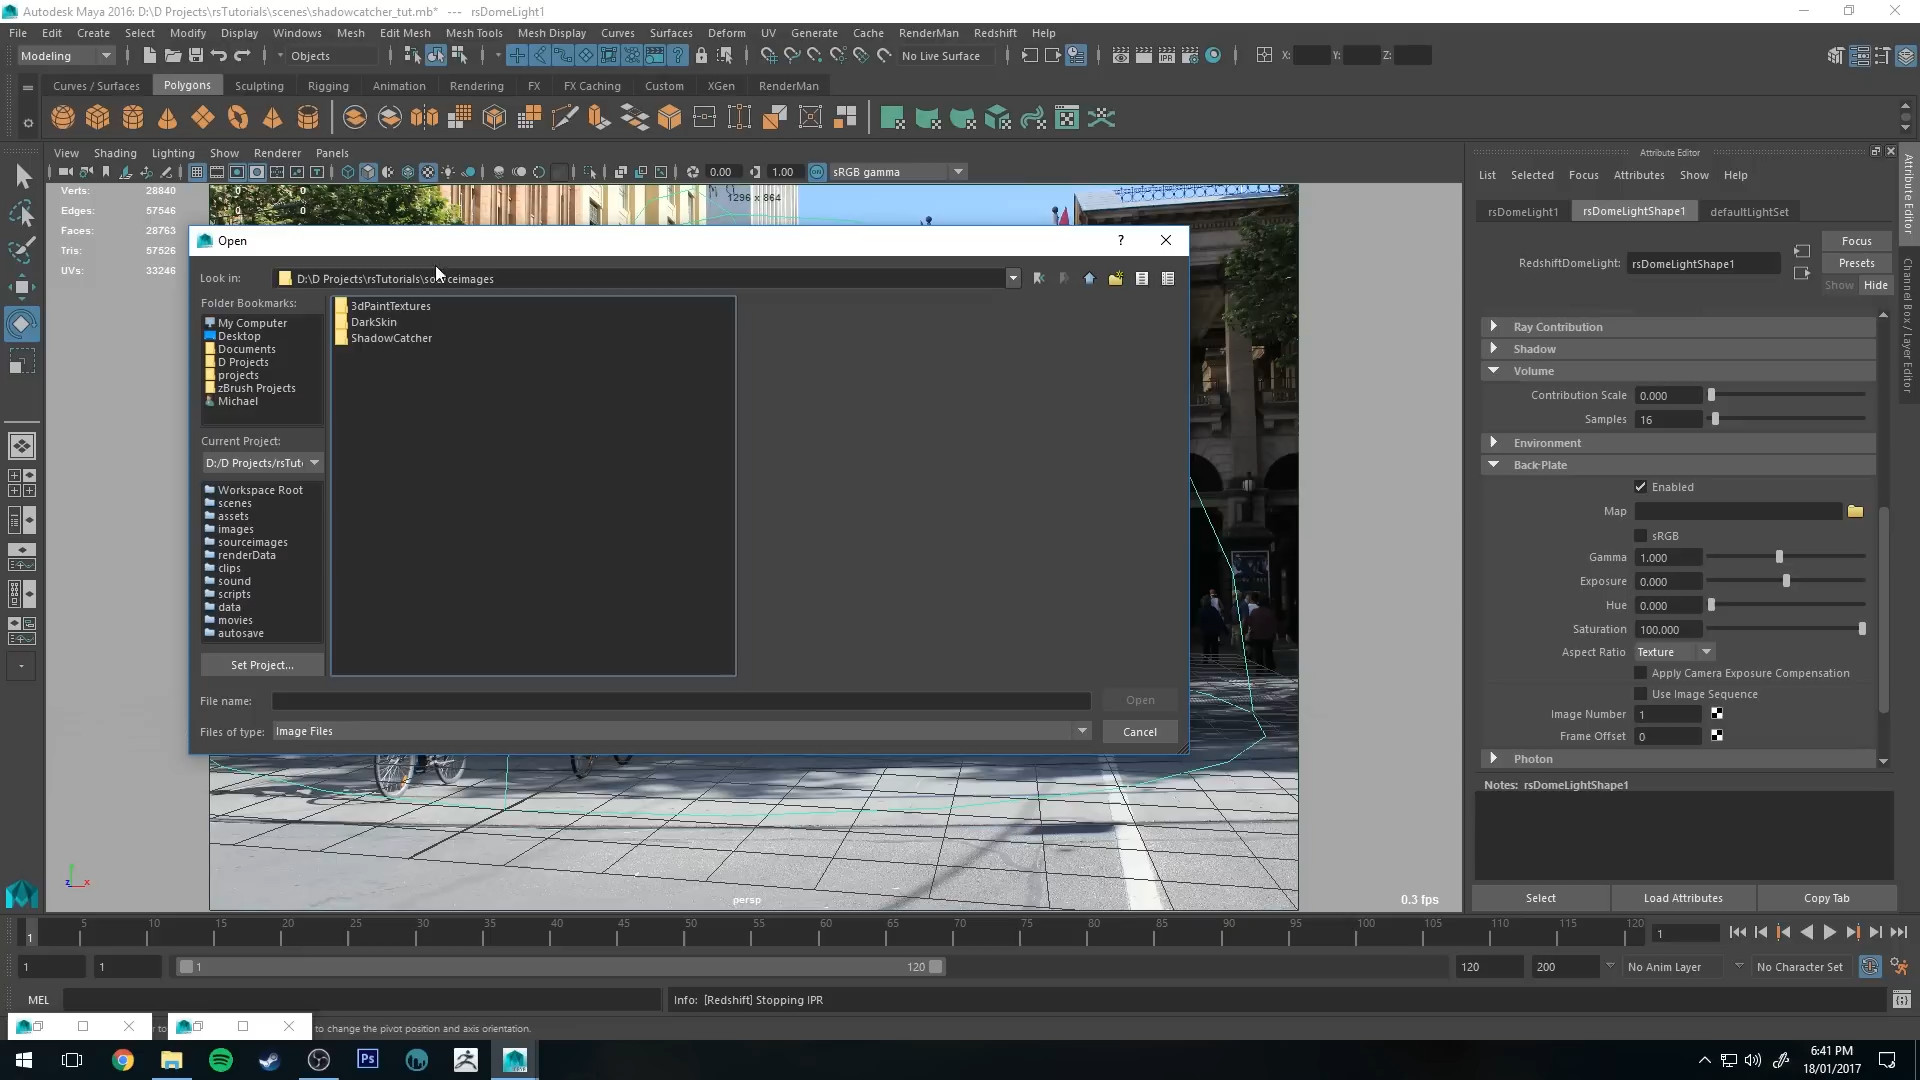 Autodesk Maya 2016: D:\D Projects\rsTutorials\scenes\shadowcatcher_tut.mb*   ---   rsDomeLight1
File Edit Create Select Modify Display Windows Mesh Edit Mesh Mesh Tools Mesh Display Curves Surfaces Deform UV Generate Cache RenderMan Redshift Help
Modeling Objects No Live Surface X: Y: Z:
Curves / Surfaces Polygons Sculpting Rigging Animation Rendering FX FX Caching Custom XGen RenderMan
View Shading Lighting Show Renderer Panels
0.00 1.00 sRGB gamma
Verts: 28840 0 0
Edges: 57546 0 0
Faces: 28763
Tris: 57526
UVs: 33246
1296 x 864
Open
?
Look in: D:\D Projects\rsTutorials\sourceimages
Folder Bookmarks:
My Computer
Desktop
Documents
D Projects
projects
zBrush Projects
Michael
3dPaintTextures
DarkSkin
ShadowCatcher
Current Project:
D:/D Projects/rsTut
Workspace Root
scenes
assets
images
sourceimages
renderData
clips
sound
scripts
data
movies
autosave
Set Project...
File name:
Open
Files of type: Image Files
Cancel
persp
0.3 fps
z x
Attribute Editor
List Selected Focus Attributes Show Help
rsDomeLight1 rsDomeLightShape1 defaultLightSet
RedshiftDomeLight: rsDomeLightShape1
Focus
Presets
Show Hide
Ray Contribution
Shadow
Volume
Contribution Scale 0.000
Samples 16
Environment
Back-Plate
Enabled
Map
sRGB
Gamma 1.000
Exposure 0.000
Hue 0.000
Saturation 100.000
Aspect Ratio Texture
Apply Camera Exposure Compensation
Use Image Sequence
Image Number 1
Frame Offset 0
Photon
Notes: rsDomeLightShape1
Select Load Attributes Copy Tab
Attribute Editor
Channel Box / Layer Editor
1 5 10 15 20 25 30 35 40 45 50 55 60 65 70 75 80 85 90 95 100 105 110 115 120 1
1 1 1 120 120 200 No Anim Layer No Character Set
MEL Info: [Redshift] Stopping IPR
to change the pivot position and axis orientation.
Ps
6:41 PM
18/01/2017